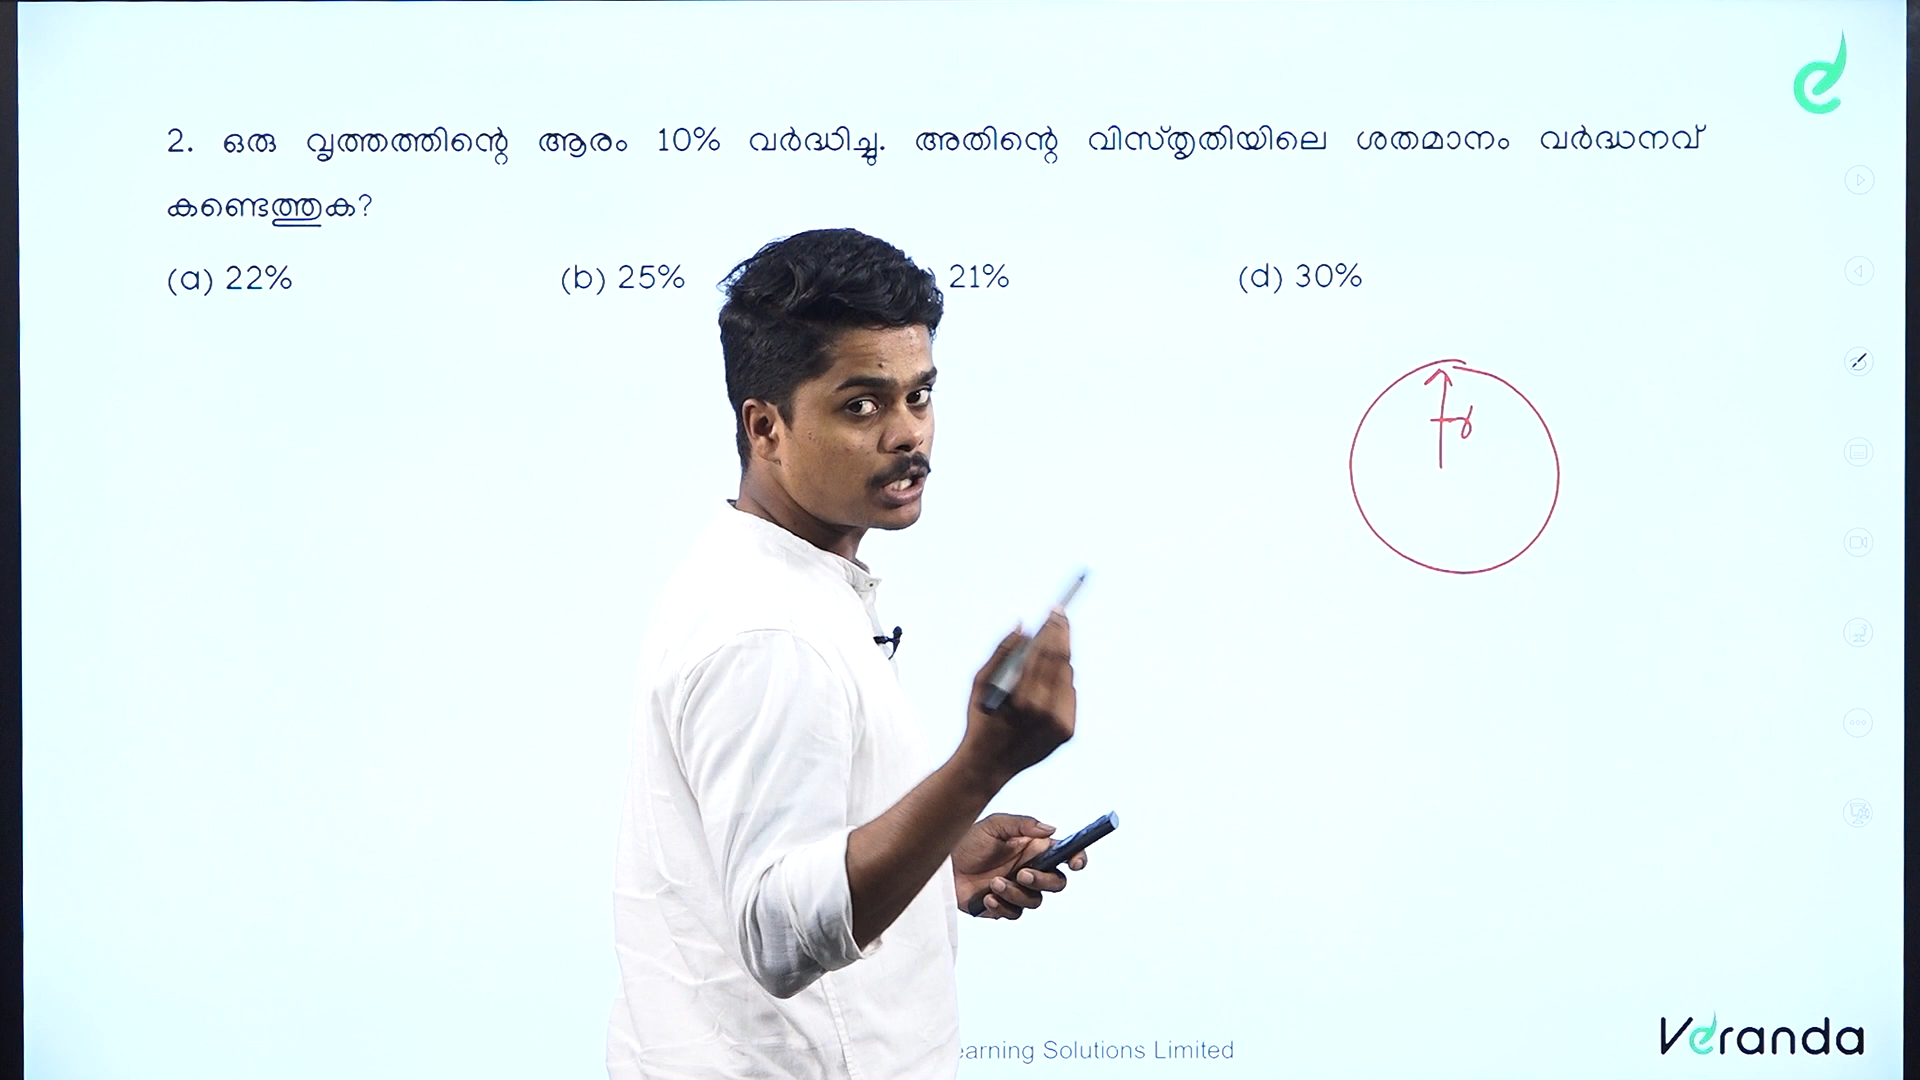 2. ഒരു വൃത്തത്തിന്റെ ആരം 10% വർദ്ധിച്ചു. അതിന്റെ വിസ്തൃതിയിലെ ശതമാനം വർദ്ധനവ്
കണ്ടെത്തുക?
(a) 22% (b) 25% ) 21% (d) 30%
r
earning Solutions Limited
Veranda